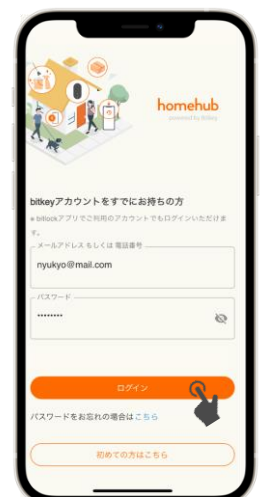 homehub
powered by bitkey
bitkeyアカウントをすでにお持ちの方
※ bitlockアプリでご利用のアカウントでもログインいただけま
す。
メールアドレス もしくは 電話番号
nyukyo@mail.com
パスワード
••••••••
ログイン
パスワードをお忘れの場合はこちら
初めての方はこちら